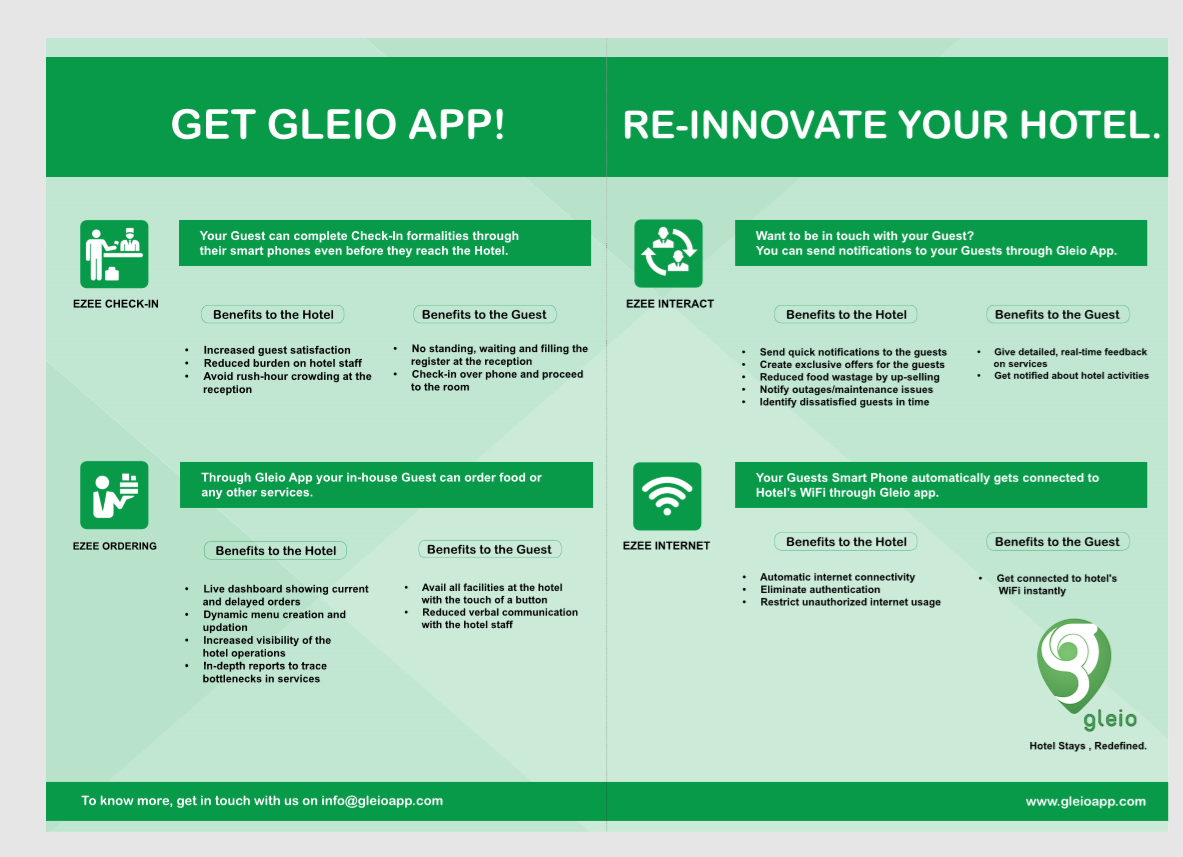 GET GLEIO APP!
RE-INNOVATE YOUR HOTEL.
Your Guest can complete Check-In formalities through
their smart phones even before they reach the Hotel.
EZEE CHECK-IN
Benefits to the Hotel
• Increased guest satisfaction
• Reduced burden on hotel staff
• Avoid rush-hour crowding at the
reception
Benefits to the Guest
• No standing, waiting and filling the
register at the reception
• Check-in over phone and proceed
to the room
Through Gleio App your in-house Guest can order food or
any other services.
EZEE ORDERING
Benefits to the Hotel
• Live dashboard showing current
and delayed orders
• Dynamic menu creation and
updation
• Increased visibility of the
hotel operations
• In-depth reports to trace
bottlenecks in services
Benefits to the Guest
• Avail all facilities at the hotel
with the touch of a button
• Reduced verbal communication
with the hotel staff
Want to be in touch with your Guest?
You can send notifications to your Guests through Gleio App.
EZEE INTERACT
Benefits to the Hotel
• Send quick notifications to the guests
• Create exclusive offers for the guests
• Reduced food wastage by up-selling
• Notify outages/maintenance issues
• Identify dissatisfied guests in time
Benefits to the Guest
• Give detailed, real-time feedback
on services
• Get notified about hotel activities
Your Guests Smart Phone automatically gets connected to
Hotel's WiFi through Gleio app.
EZEE INTERNET
Benefits to the Hotel
• Automatic internet connectivity
• Eliminate authentication
• Restrict unauthorized internet usage
Benefits to the Guest
• Get connected to hotel's
WiFi instantly
gleio
Hotel Stays , Redefined.
To know more, get in touch with us on info@gleioapp.com
www.gleioapp.com